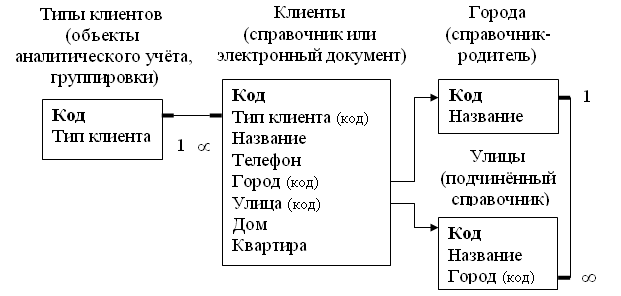 Типы клиентов
(объекты
аналитического учёта,
группировки)
Код
Тип клиента
1 ∞
Клиенты
(справочник или
электронный документ)
Код
Тип клиента (код)
Название
Телефон
Город (код)
Улица (код)
Дом
Квартира
Города
(справочник-
родитель)
Код
Название
1
Улицы
(подчинённый
справочник)
Код
Название
Город (код)
∞